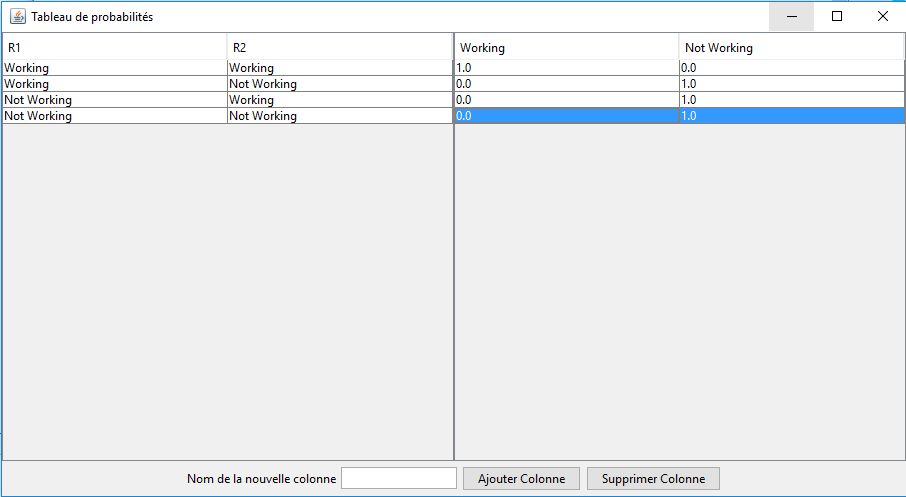 Tableau de probabilités
R1 R2 Working Not Working
Working Working 1.0 0.0
Working Not Working 0.0 1.0
Not Working Working 0.0 1.0
Not Working Not Working 0.0 1.0
Nom de la nouvelle colonne Ajouter Colonne Supprimer Colonne